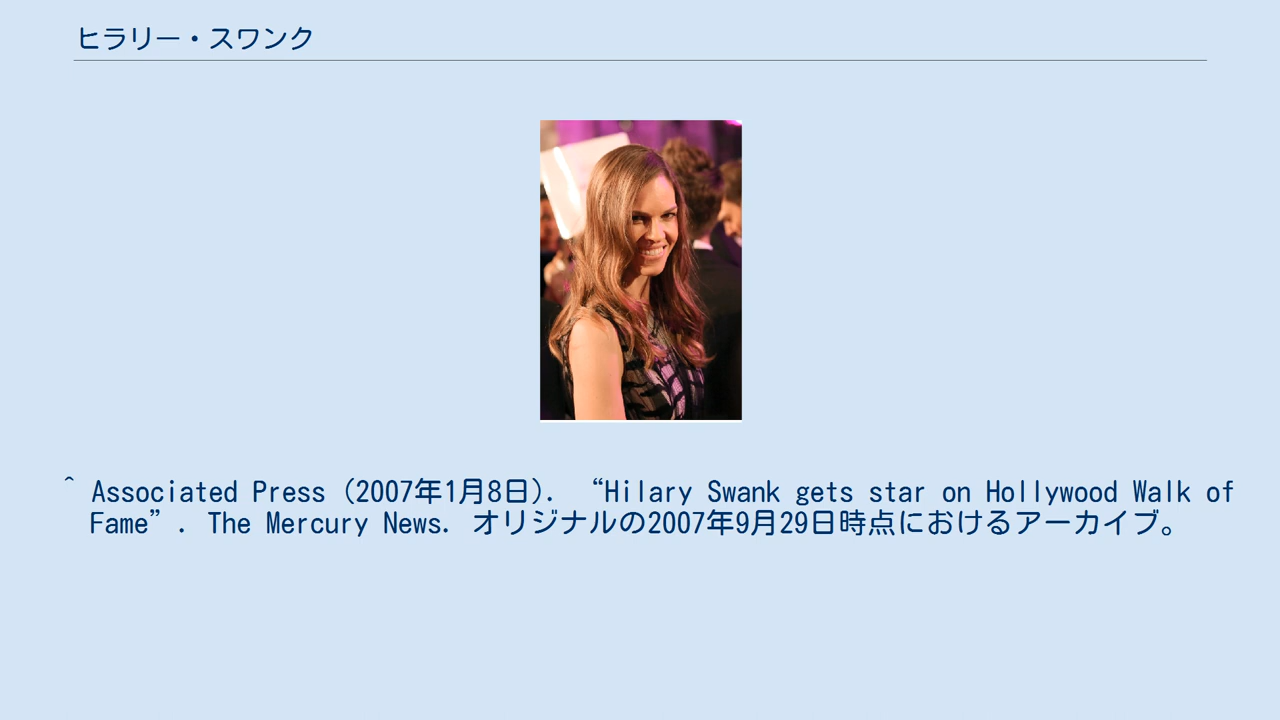 ヒラリー・スワンク
^ Associated Press (2007年1月8日). “Hilary Swank gets star on Hollywood Walk of
Fame”. The Mercury News. オリジナルの2007年9月29日時点におけるアーカイブ。